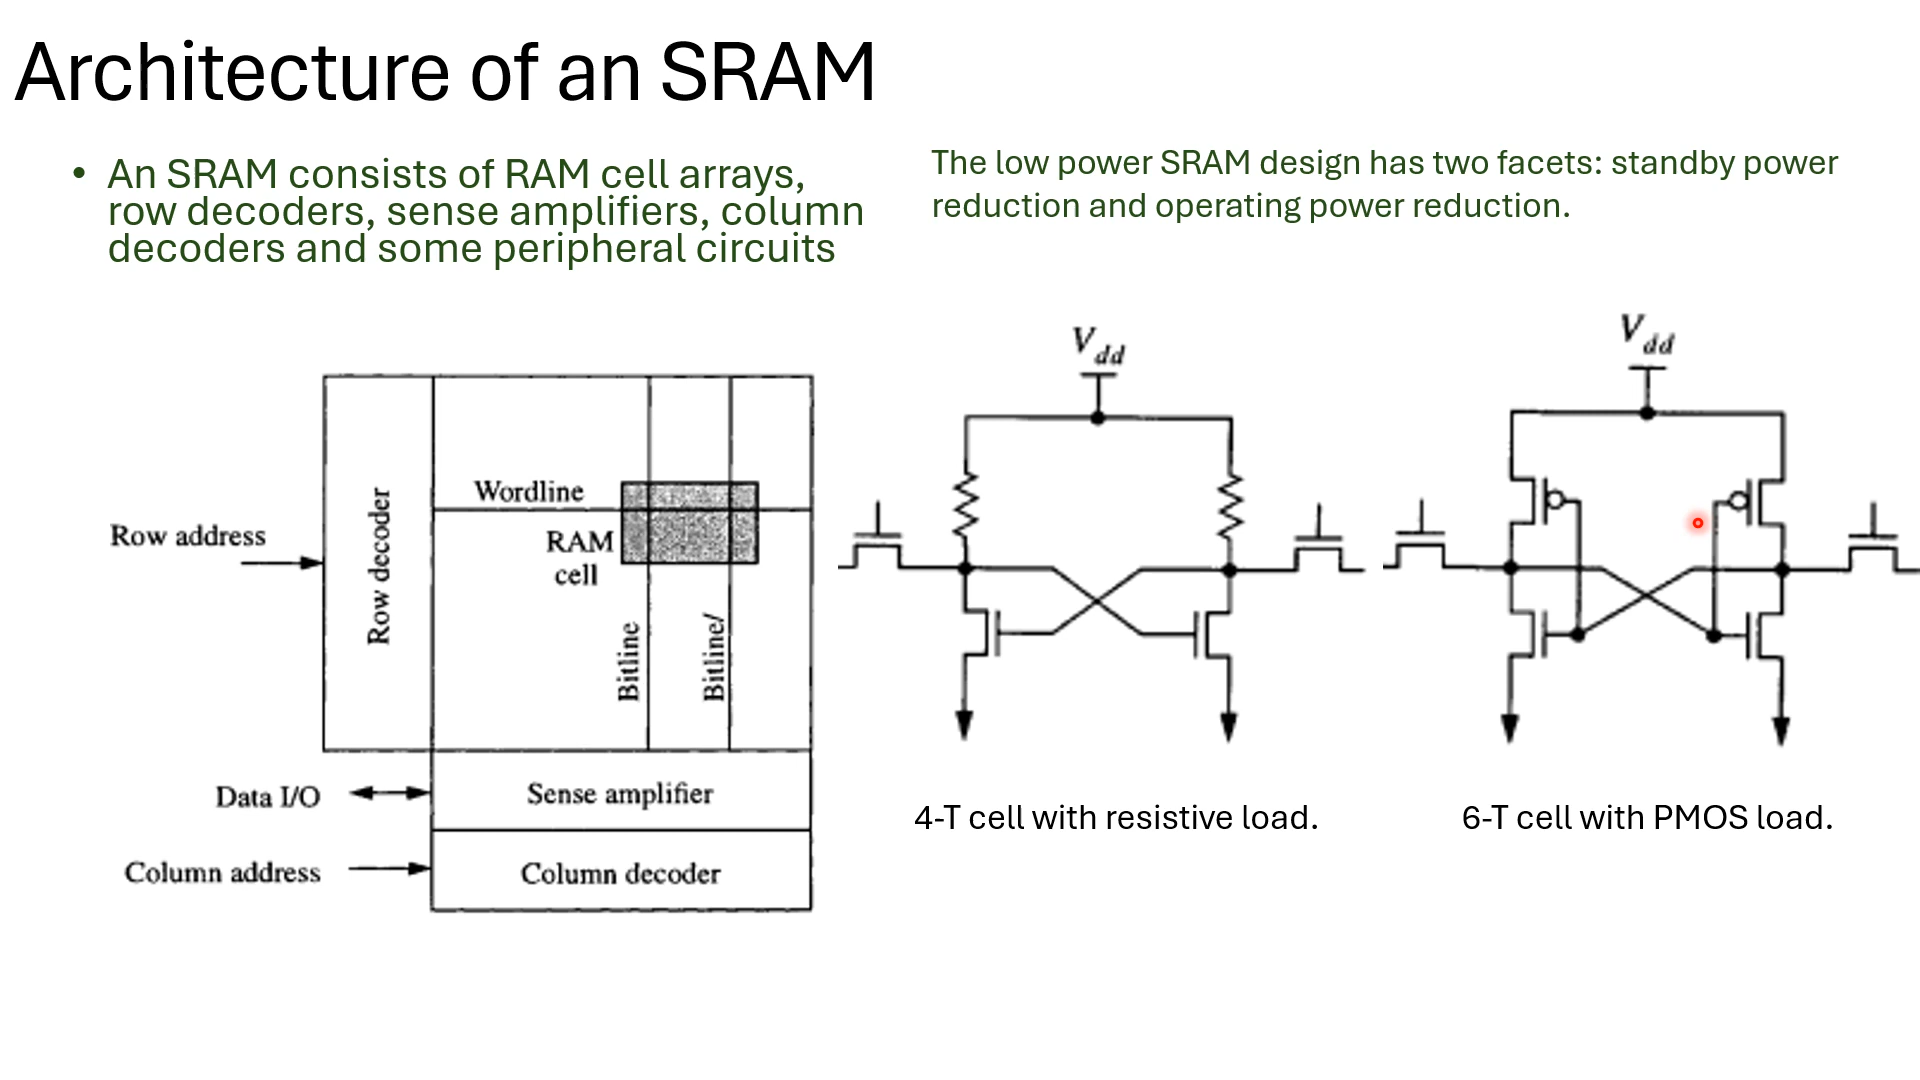 Architecture of an SRAM
• An SRAM consists of RAM cell arrays,
row decoders, sense amplifiers, column
decoders and some peripheral circuits
The low power SRAM design has two facets: standby power
reduction and operating power reduction.
Row address
Row decoder
Wordline
RAM
cell
Bitline
Bitline/
Data I/O
Sense amplifier
Column address
Column decoder
Vdd
4-T cell with resistive load.
Vdd
6-T cell with PMOS load.